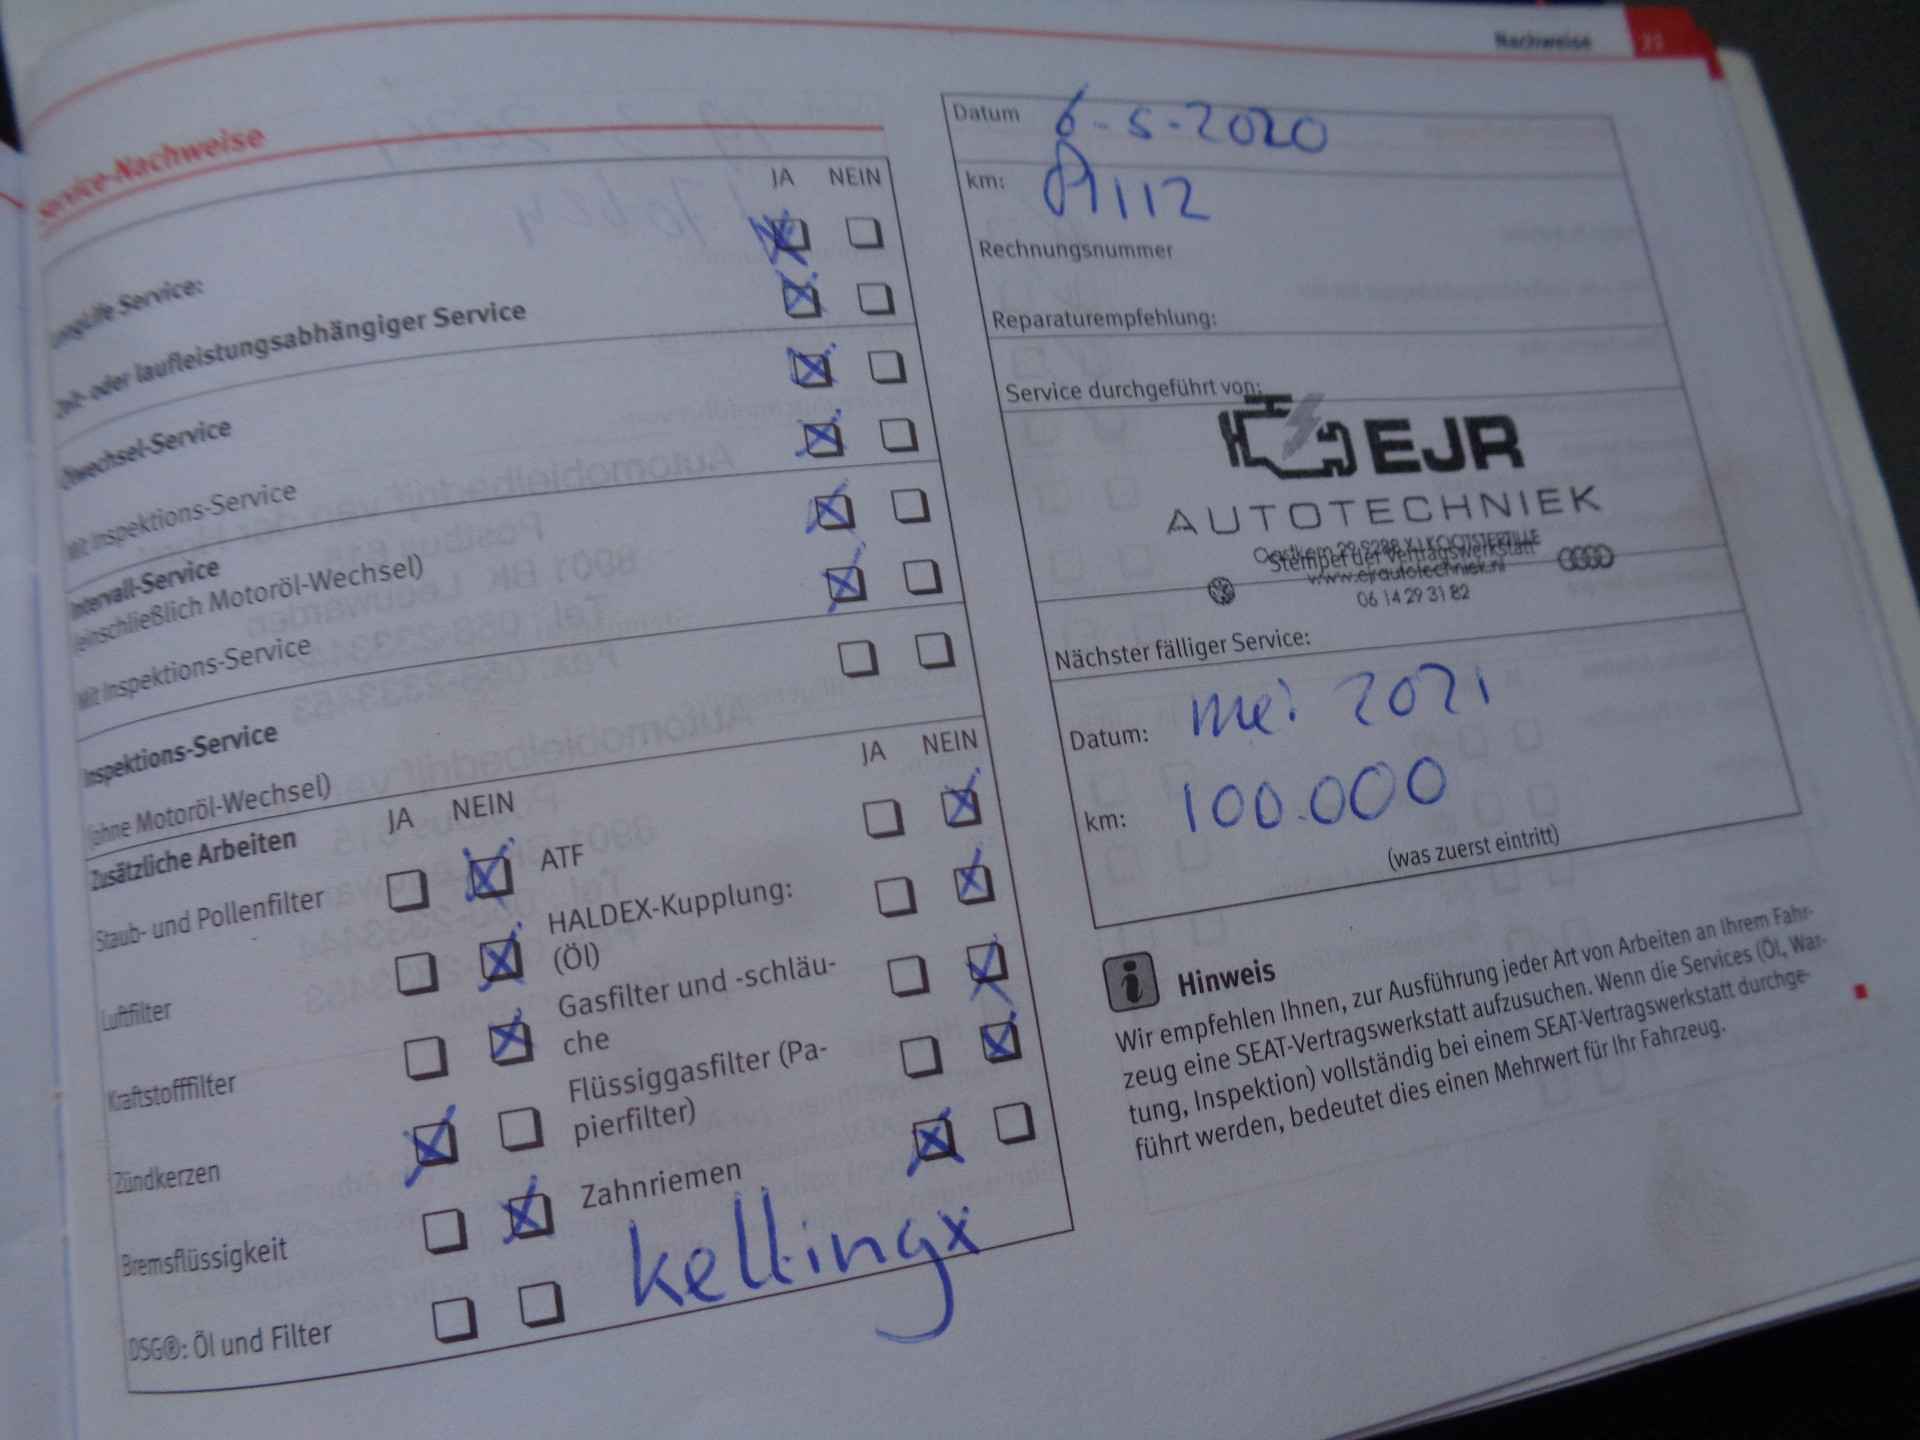 Nachweise 21
Service-Nachweise
JA NEIN
LongLife Service:
Zeit- oder laufleistungsabhängiger Service
Ölwechsel-Service
Mit Inspektions-Service
Intervall-Service
(einschließlich Motoröl-Wechsel)
Mit Inspektions-Service
Inspektions-Service
(ohne Motoröl-Wechsel)
Zusätzliche Arbeiten JA NEIN JA NEIN
Staub- und Pollenfilter
Luftfilter
Kraftstofffilter
Zündkerzen
Bremsflüssigkeit
DSG®: Öl und Filter
ATF
HALDEX-Kupplung:
(Öl)
Gasfilter und -schläu-
che
Flüssiggasfilter (Pa-
pierfilter)
Zahnriemen
Datum 6-5-2020
km:
Rechnungsnummer
Reparaturempfehlung:
Service durchgeführt von:
EJR
AUTOTECHNIEK
Stempel der Vertragswerkstatt
www.ejrautotechniek.nl
06 14 29 31 82
Nächster fälliger Service:
Datum: mei 2021
km: 100.000
(was zuerst eintritt)
Hinweis
Wir empfehlen Ihnen, zur Ausführung jeder Art von Arbeiten an Ihrem Fahr-
zeug eine SEAT-Vertragswerkstatt aufzusuchen. Wenn die Services (Öl, War-
tung, Inspektion) vollständig bei einem SEAT-Vertragswerkstatt durchge-
führt werden, bedeutet dies einen Mehrwert für Ihr Fahrzeug.